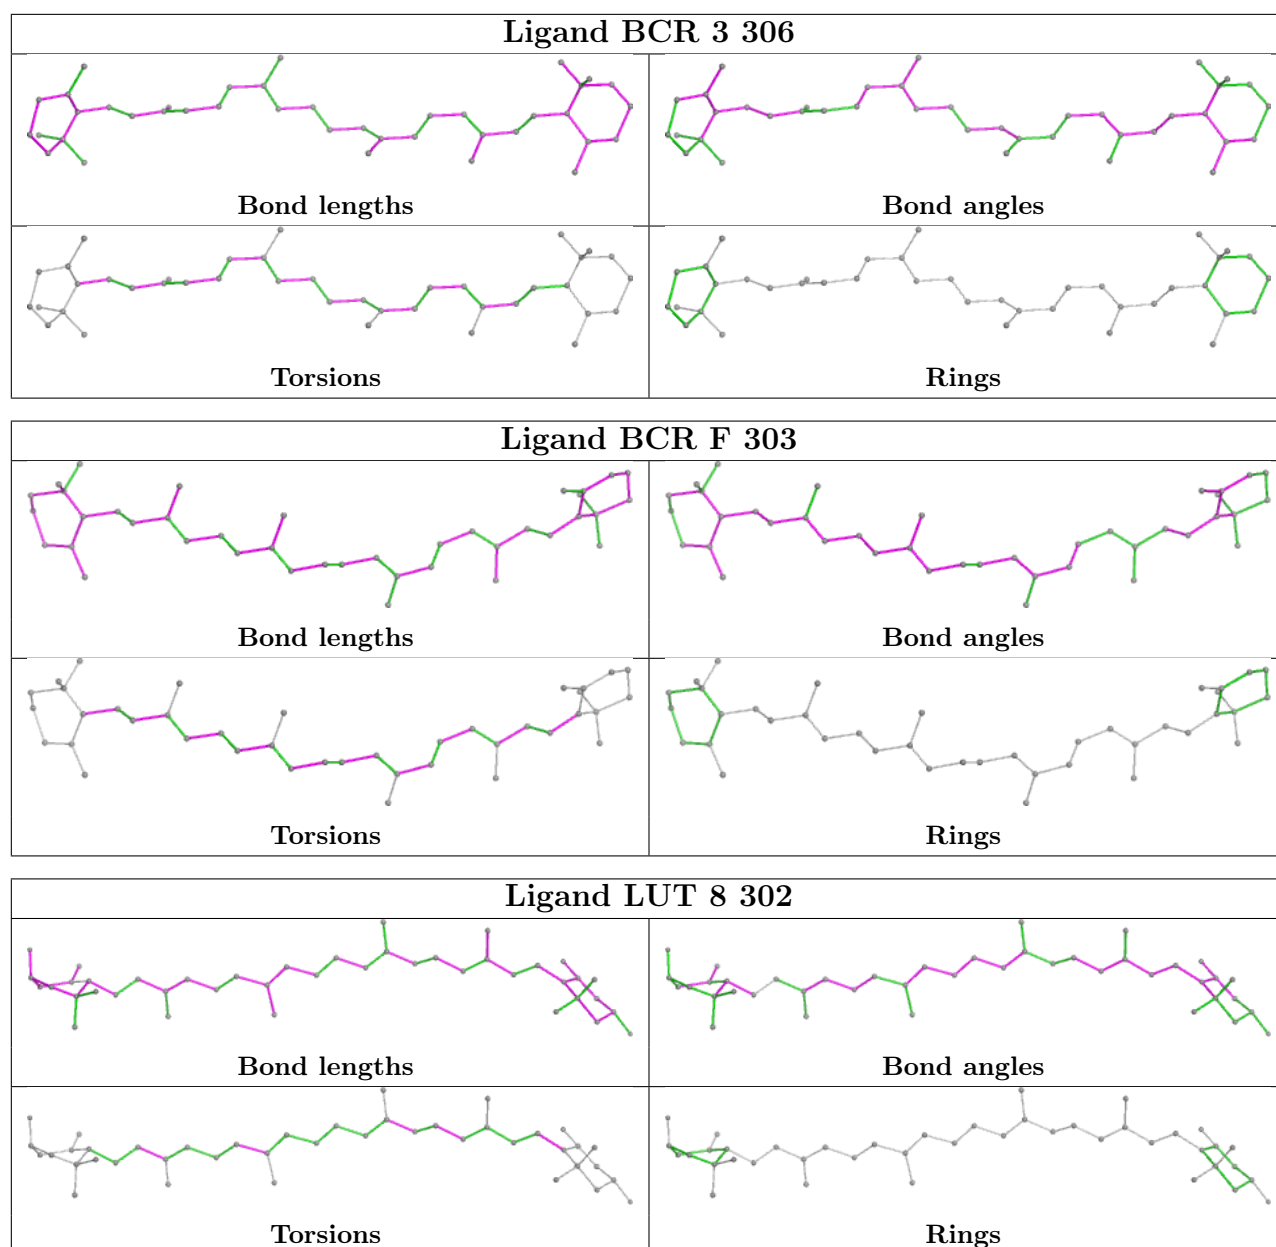 Ligand BCR 3 306
Bond lengths
Bond angles
Torsions
Rings
Ligand BCR F 303
Bond lengths
Bond angles
Torsions
Rings
Ligand LUT 8 302
Bond lengths
Bond angles
Torsions
Rings